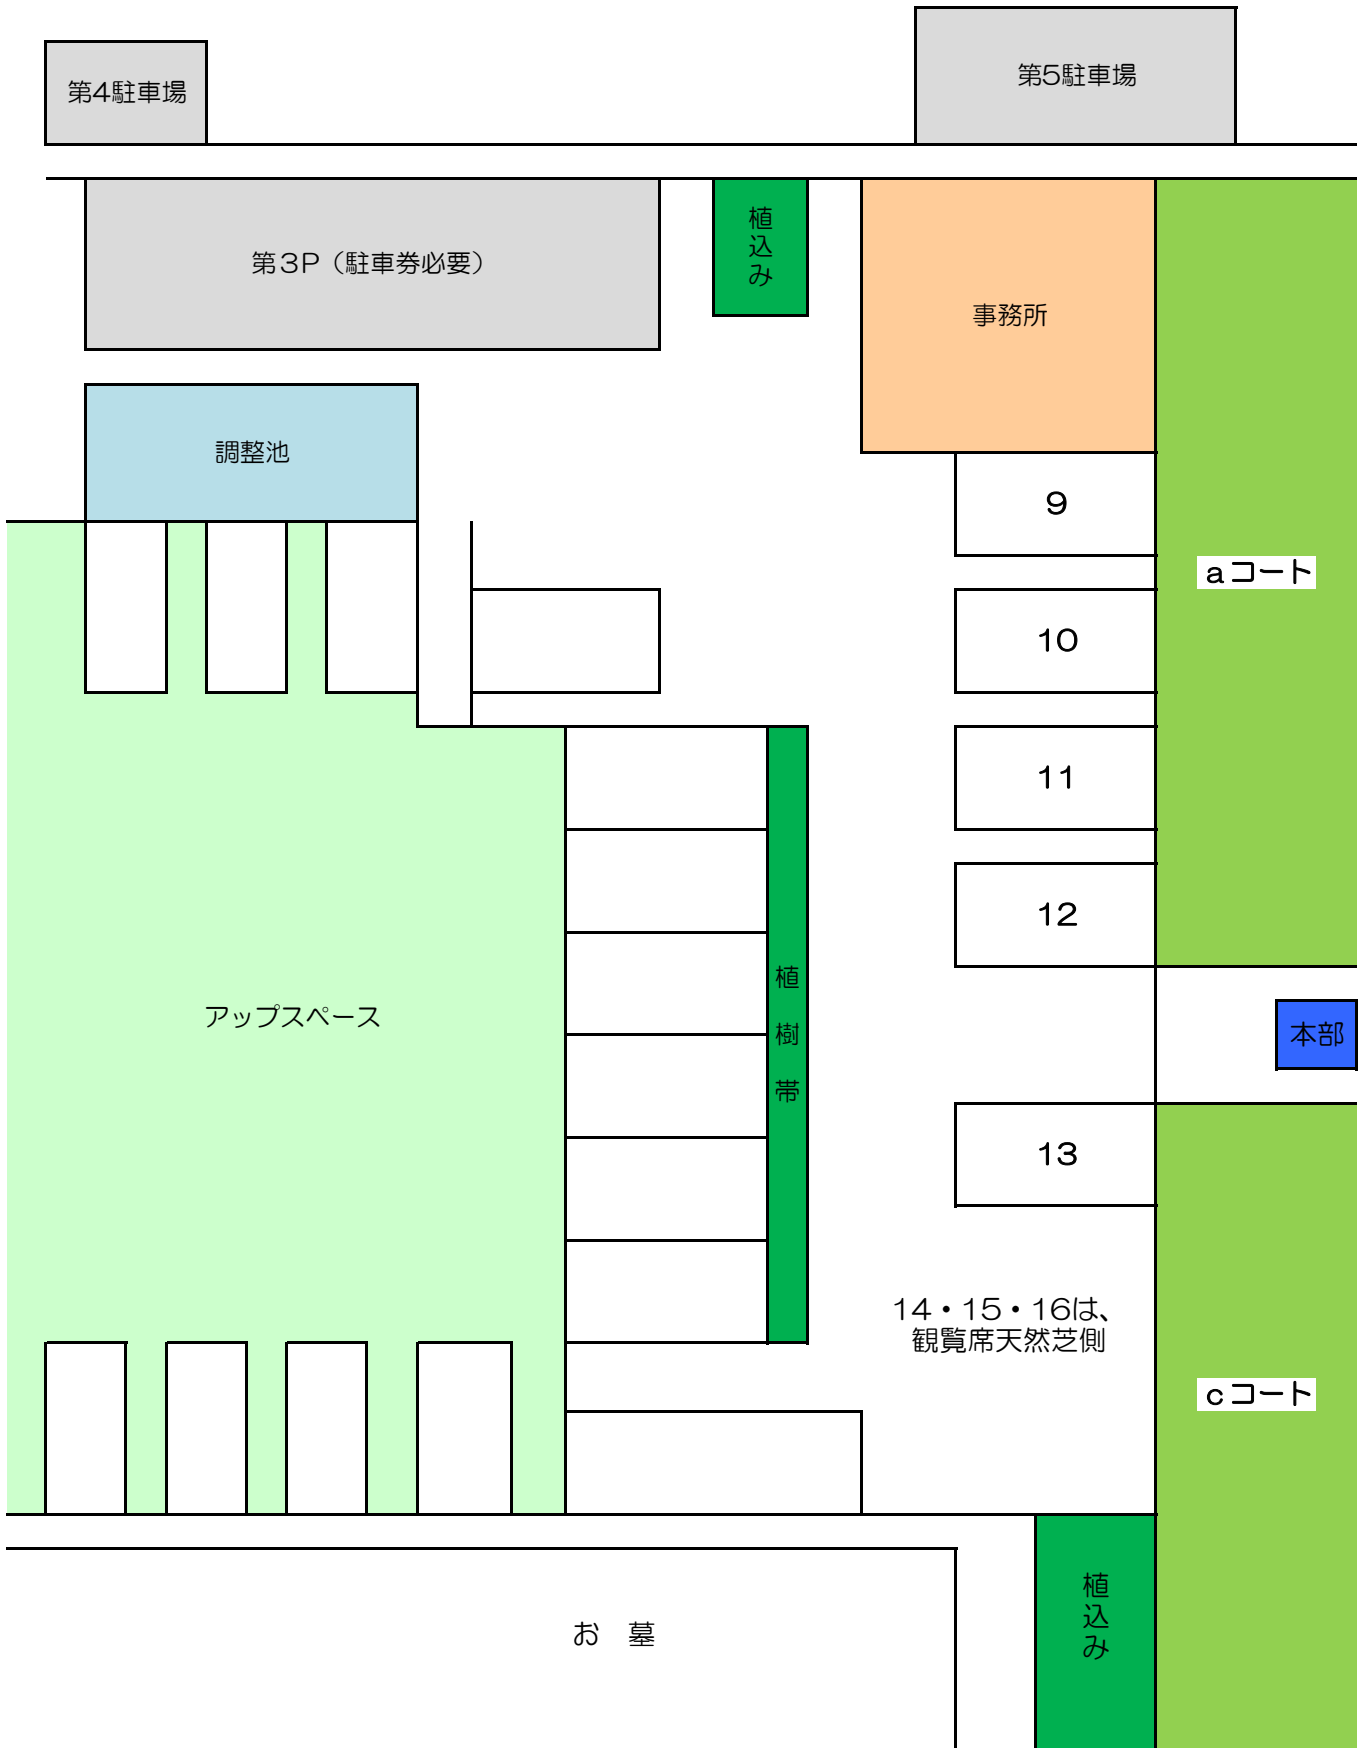 第5駐車場
第4駐車場
第３P（駐車券必要）
植込み
事務所
調整池
9
aコート
10
11
12
植樹帯
アップスペース
本部
13
14・15・16は、
観覧席天然芝側
cコート
植込み
お　墓